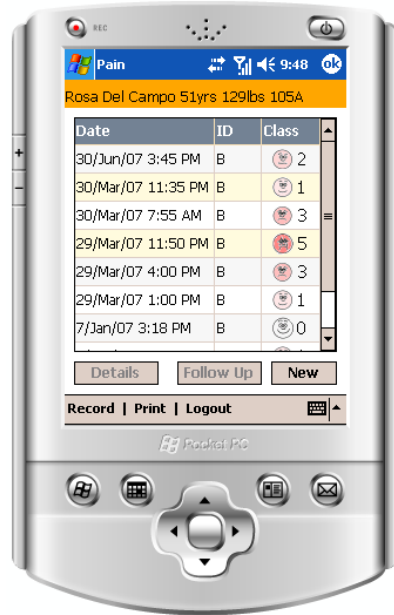 REC
Pain 9:48 ok
Rosa Del Campo 51yrs 129lbs 105A
Date ID Class
30/Jun/07 3:45 PM B 2
30/Mar/07 11:35 PM B 1
30/Mar/07 7:55 AM B 3
29/Mar/07 11:50 PM B 5
29/Mar/07 4:00 PM B 3
29/Mar/07 1:00 PM B 1
7/Jan/07 3:18 PM B 0
Details Follow Up New
Record | Print | Logout
Pocket PC
+
-